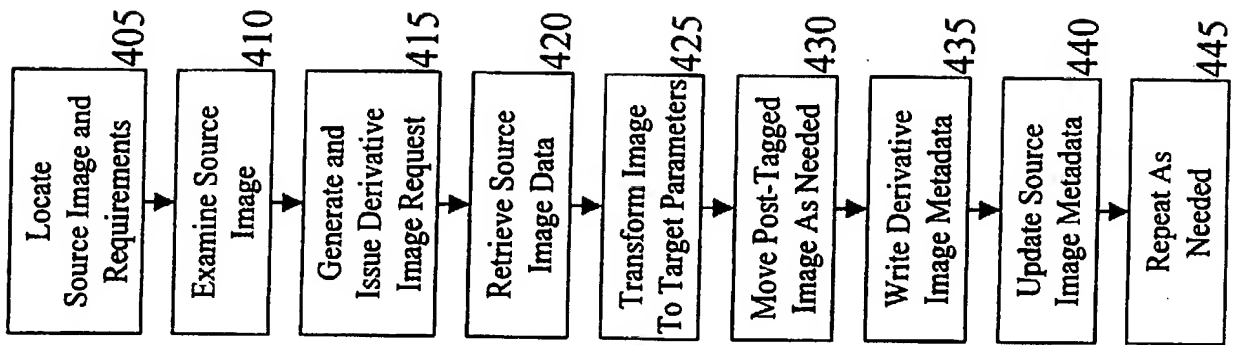 Locate
Source Image and
Requirements
405
Examine Source
Image
410
Generate and
Issue Derivative
Image Request
415
Retrieve Source
Image Data
420
Transform Image
To Target Parameters
425
Move Post-Tagged
Image As Needed
430
Write Derivative
Image Metadata
435
Update Source
Image Metadata
440
Repeat As
Needed
445